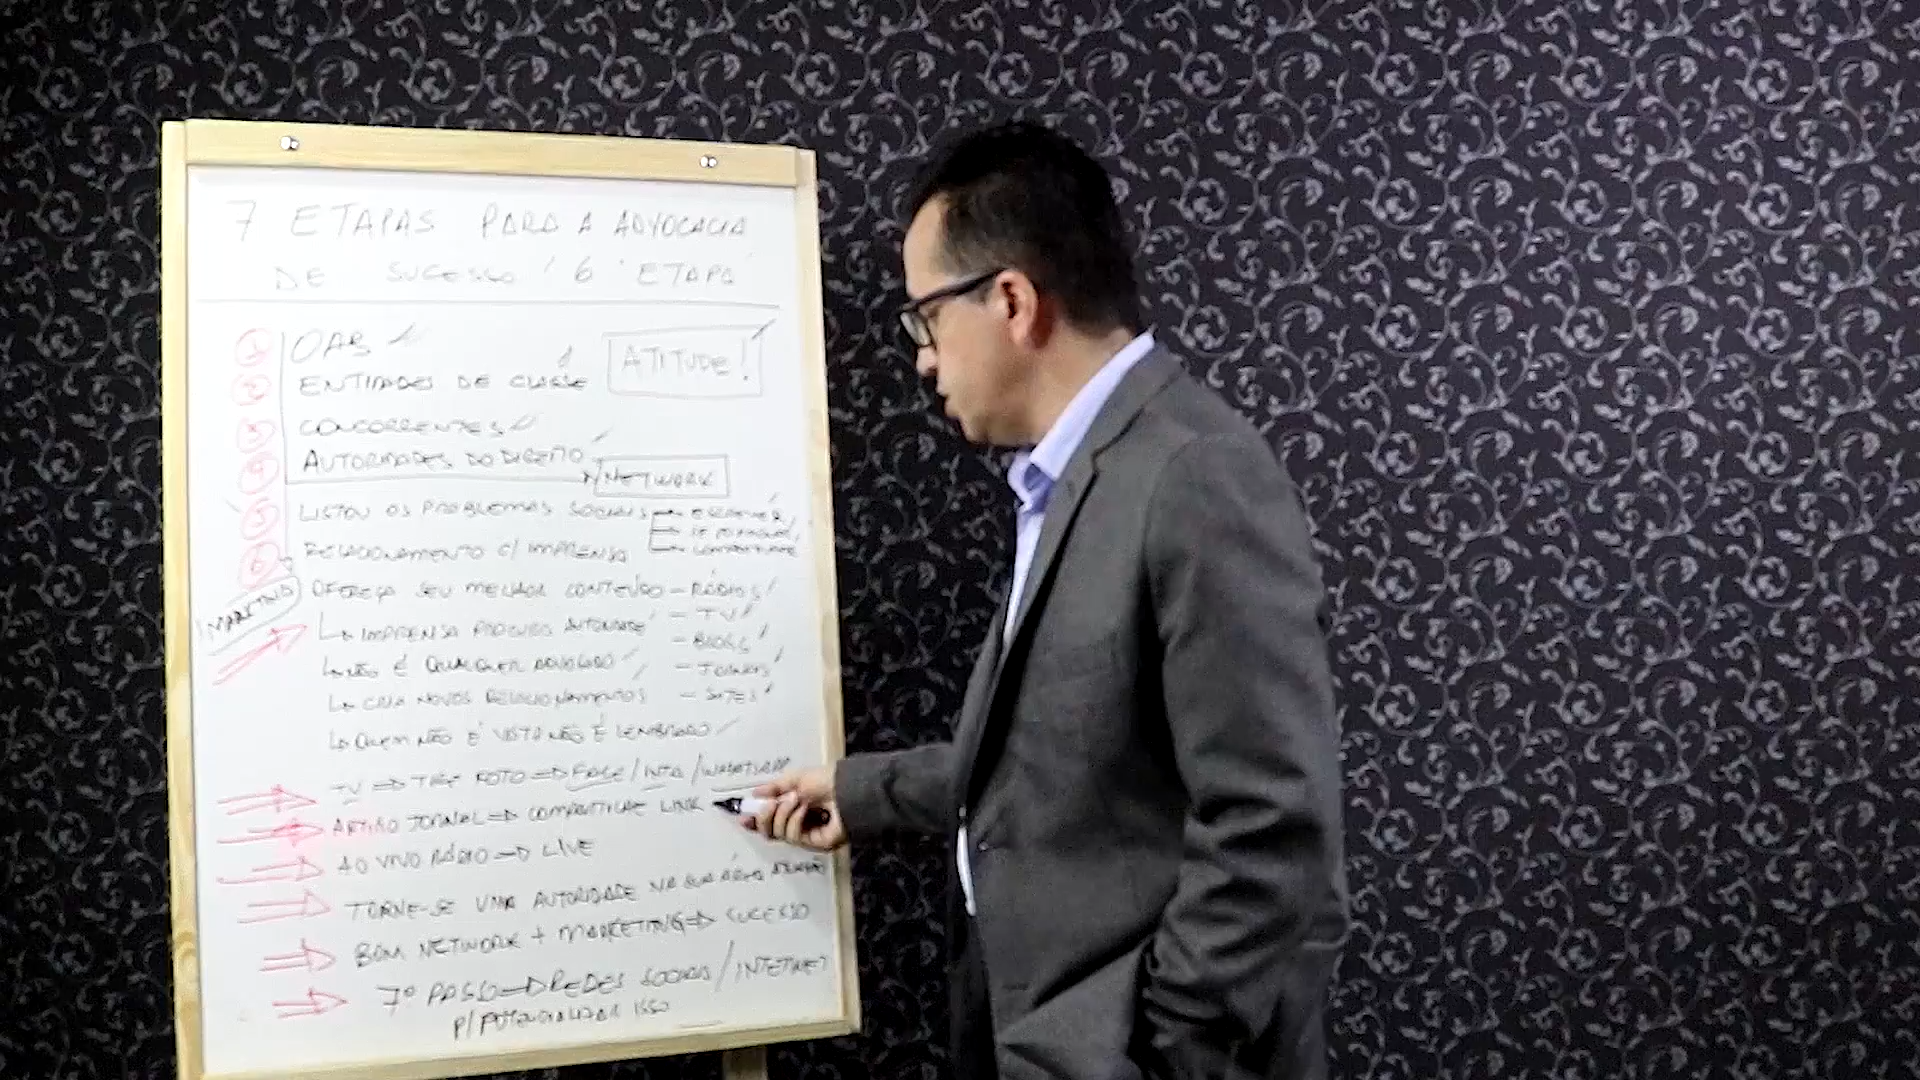 7 ETAPAS PARA A ADVOCACIA
DE SUCESSO 6 ETAPA
OAB
ATITUDE!
ENTIDADES DE CLASSE
CONCORRENTES
AUTORIDADES DO DIREITO
NETWORK
LISTOU OS PROBLEMAS SOCIAIS
RELACIONAMENTO C/ IMPRENSA
MARKETING
OFEREÇA SEU MELHOR CONTEÚDO - RÁDIOS
IMPRENSA AUTORIDADE - TV
- BLOGS
NÃO É QUALQUER ADVOGADO - JORNAIS
CRIA NOVOS RELACIONAMENTOS - SITES
QUEM NÃO É VISTO NÃO É LEMBRADO
TV => TIRE FOTO => FACE / INTA / WHATSAPP
ARTIGO JORNAL => COMPARTILHE LINK
AO VIVO RÁDIO => LIVE
TORNE-SE UMA AUTORIDADE NA SUA ÁREA
BOM NETWORK + MARKETING => SUCESSO
7º PASSO => REDES SOCIAIS / INTETNET
P/ POTENCIALIZAR ISSO